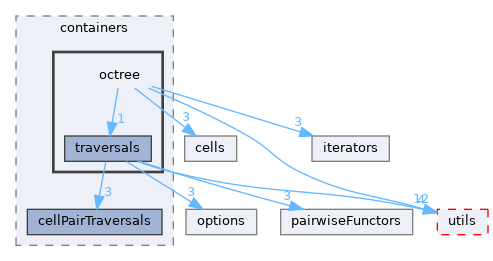 containers
octree
1
3
3
traversals
cells
iterators
3
3
3
12
cellPairTraversals
options
pairwiseFunctors
utils